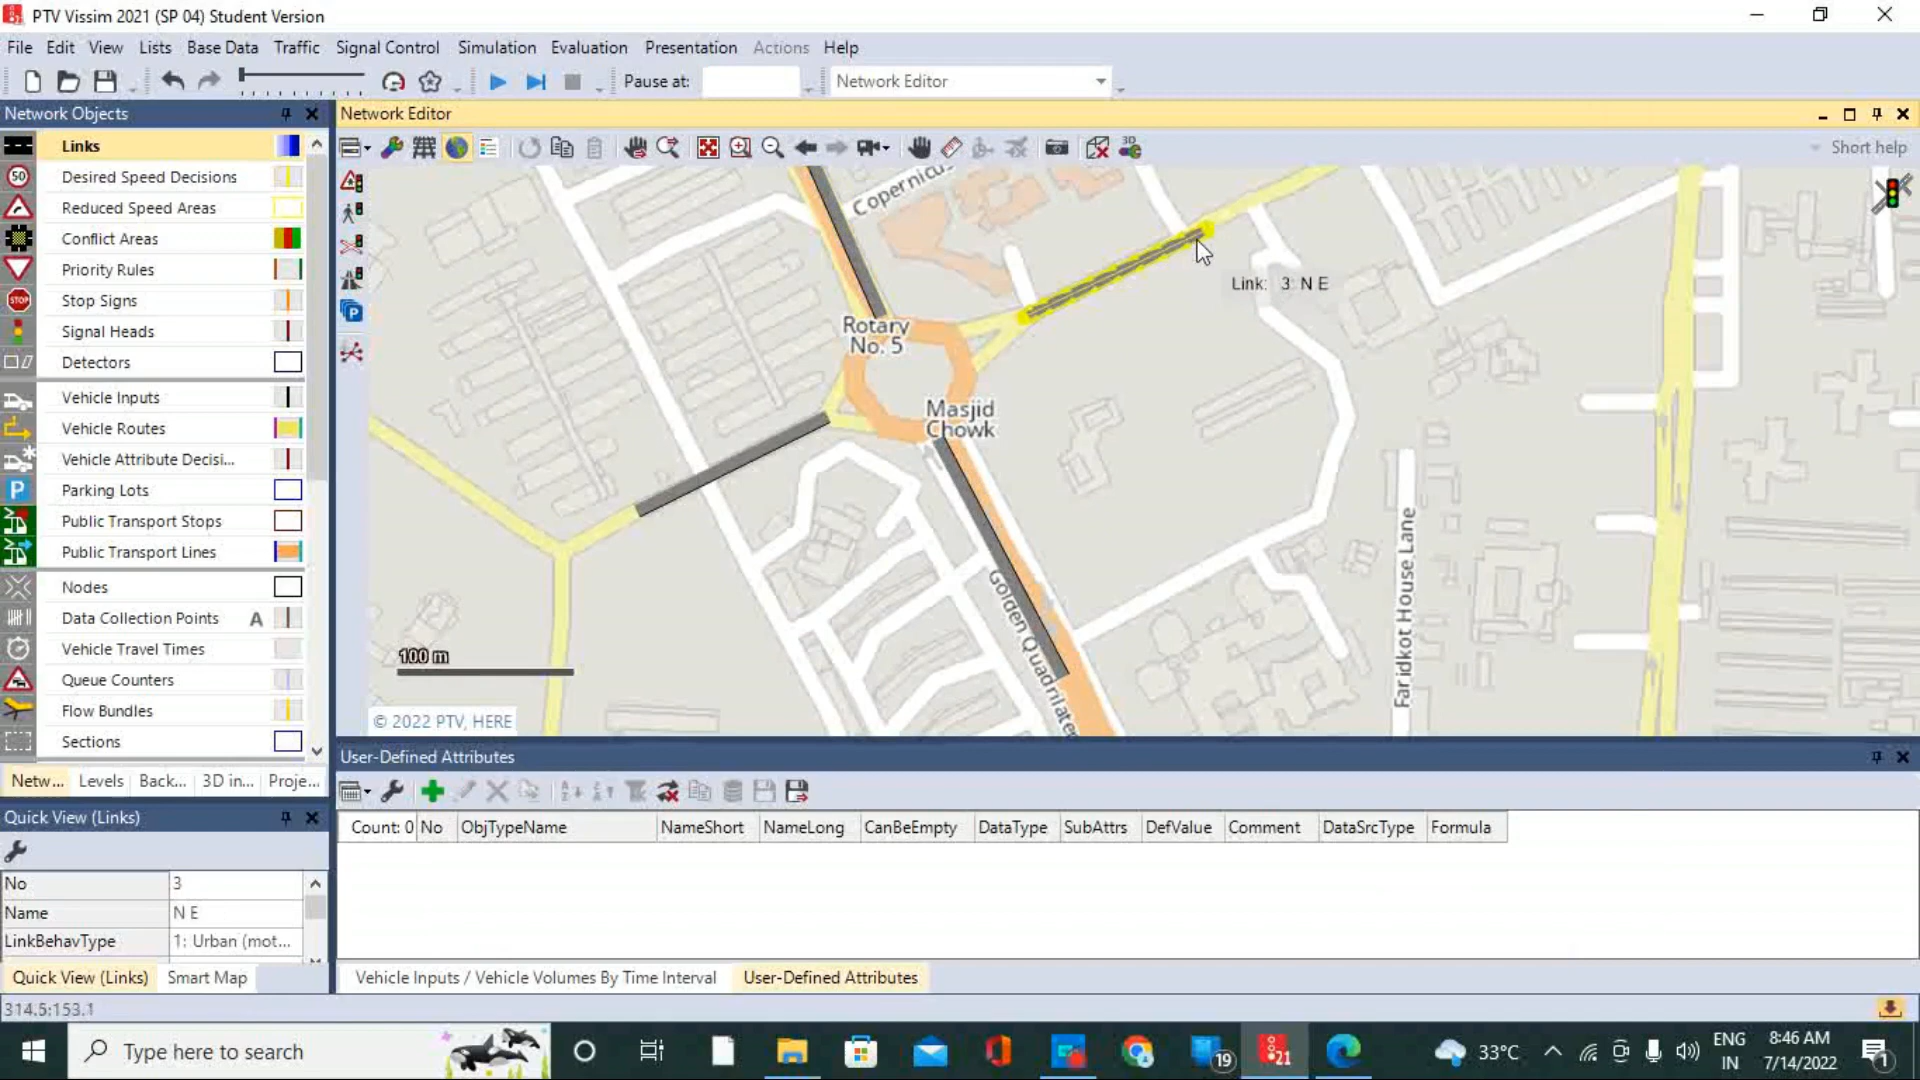 PTV Vissim 2021 (SP 04) Student Version
File Edit View Lists Base Data Traffic Signal Control Simulation Evaluation Presentation Actions Help
Pause at: Network Editor
Network Objects
Links
50 Desired Speed Decisions
Reduced Speed Areas
Conflict Areas
Priority Rules
STOP Stop Signs
Signal Heads
Detectors
Vehicle Inputs
Vehicle Routes
Vehicle Attribute Decisi...
P Parking Lots
Public Transport Stops
Public Transport Lines
Nodes
Data Collection Points A
Vehicle Travel Times
Queue Counters
Flow Bundles
Sections
Netw... Levels Back... 3D in... Proje...
Quick View (Links)
No 3
Name N E
LinkBehavType 1: Urban (mot...
Quick View (Links) Smart Map
314.5:153.1
Network Editor
3D
Short help
P
Copernicus
Link: 3: N E
Rotary
No. 5
Masjid
Chowk
Golden Quadrilate
Faridkot House Lane
100 m
© 2022 PTV, HERE
User-Defined Attributes
Count: 0 No ObjTypeName NameShort NameLong CanBeEmpty DataType SubAttrs DefValue Comment DataSrcType Formula
Vehicle Inputs / Vehicle Volumes By Time Interval User-Defined Attributes
Type here to search
19
21
33°C
ENG
IN
8:46 AM
7/14/2022
1